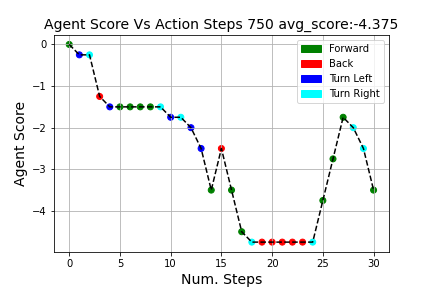 Agent Score Vs Action Steps 750 avg_score:-4.375
Forward
Back
Turn Left
Turn Right
Agent Score
0
−1
−2
−3
−4
0 5 10 15 20 25 30
Num. Steps